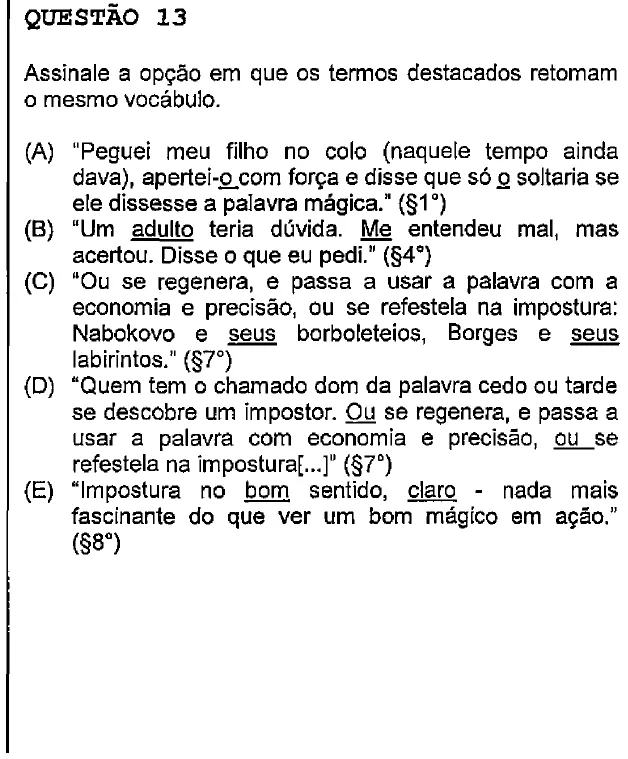 QUESTÃO 13
Assinale a opção em que os termos destacados retomam
o mesmo vocábulo.
(A) "Peguei meu filho no colo (naquele tempo ainda
dava), apertei-o com força e disse que só o soltaria se
ele dissesse a palavra mágica." (§1°)
(B) "Um adulto teria dúvida. Me entendeu mal, mas
acertou. Disse o que eu pedi." (§4°)
(C) "Ou se regenera, e passa a usar a palavra com a
economia e precisão, ou se refestela na impostura:
Nabokovo e seus borboleteios, Borges e seus
labirintos." (§7°)
(D) "Quem tem o chamado dom da palavra cedo ou tarde
se descobre um impostor. Ou se regenera, e passa a
usar a palavra com economia e precisão, ou se
refestela na impostura[...]" (§7°)
(E) "Impostura no bom sentido, claro - nada mais
fascinante do que ver um bom mágico em ação."
(§8°)